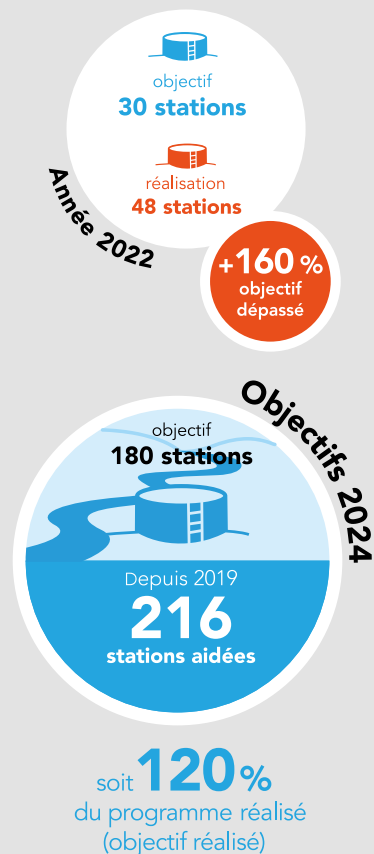 objectif
30 stations
réalisation
48 stations
Année 2022
+160 %
objectif
dépassé
Objectifs 2024
objectif
180 stations
Depuis 2019
216
stations aidées
soit 120 %
du programme réalisé
(objectif réalisé)